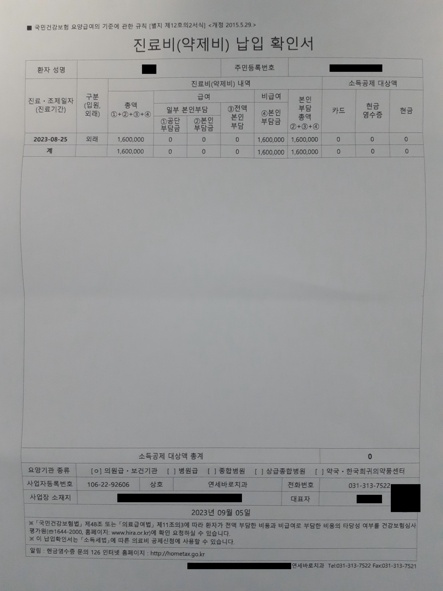 ■ 국민건강보험 요양급여의 기준에 관한 규칙 [별지 제12호의2서식] <개정 2015.5.29.>
진료비(약제비) 납입 확인서
환자 성명 주민등록번호
진료·조제일자 (진료기간) 구분 (입원, 외래) 진료비(약제비) 내역 소득공제 대상액
총액 ①+②+③+④ 급여 비급여 본인 부담 총액 ②+③+④ 카드 현금 영수증 현금
일부 본인부담 ③전액 본인 부담 ④본인 부담금
①공단 부담금 ②본인 부담금
2023-08-25 외래 1,600,000 0 0 0 1,600,000 1,600,000 0 0 0
계 1,600,000 0 0 0 1,600,000 1,600,000 0 0 0
소득공제 대상액 총계 0
요양기관 종류 [o] 의원급·보건기관 [ ] 병원급 [ ] 종합병원 [ ] 상급종합병원 [ ] 약국·한국희귀의약품센터
사업자등록번호 106-22-92606 상호 연세바로치과 전화번호 031-313-7522
사업장 소재지 대표자
2023년 09월 05일
※「국민건강보험법」제48조 또는「의료급여법」제11조의3에 따라 환자가 전액 부담한 비용과 비급여로 부담한 비용의 타당성 여부를 건강보험심사
평가원(☎1644-2000, 홈페이지: www.hira.or.kr)에 확인 요청하실 수 있습니다.
※ 이 납입확인서는「소득세법」에 따른 의료비 공제신청에 사용할 수 있습니다.
알림 : 현금영수증 문의 126 인터넷 홈페이지 : http://hometax.go.kr
연세바로치과 Tel:031-313-7522 Fax:031-313-7521